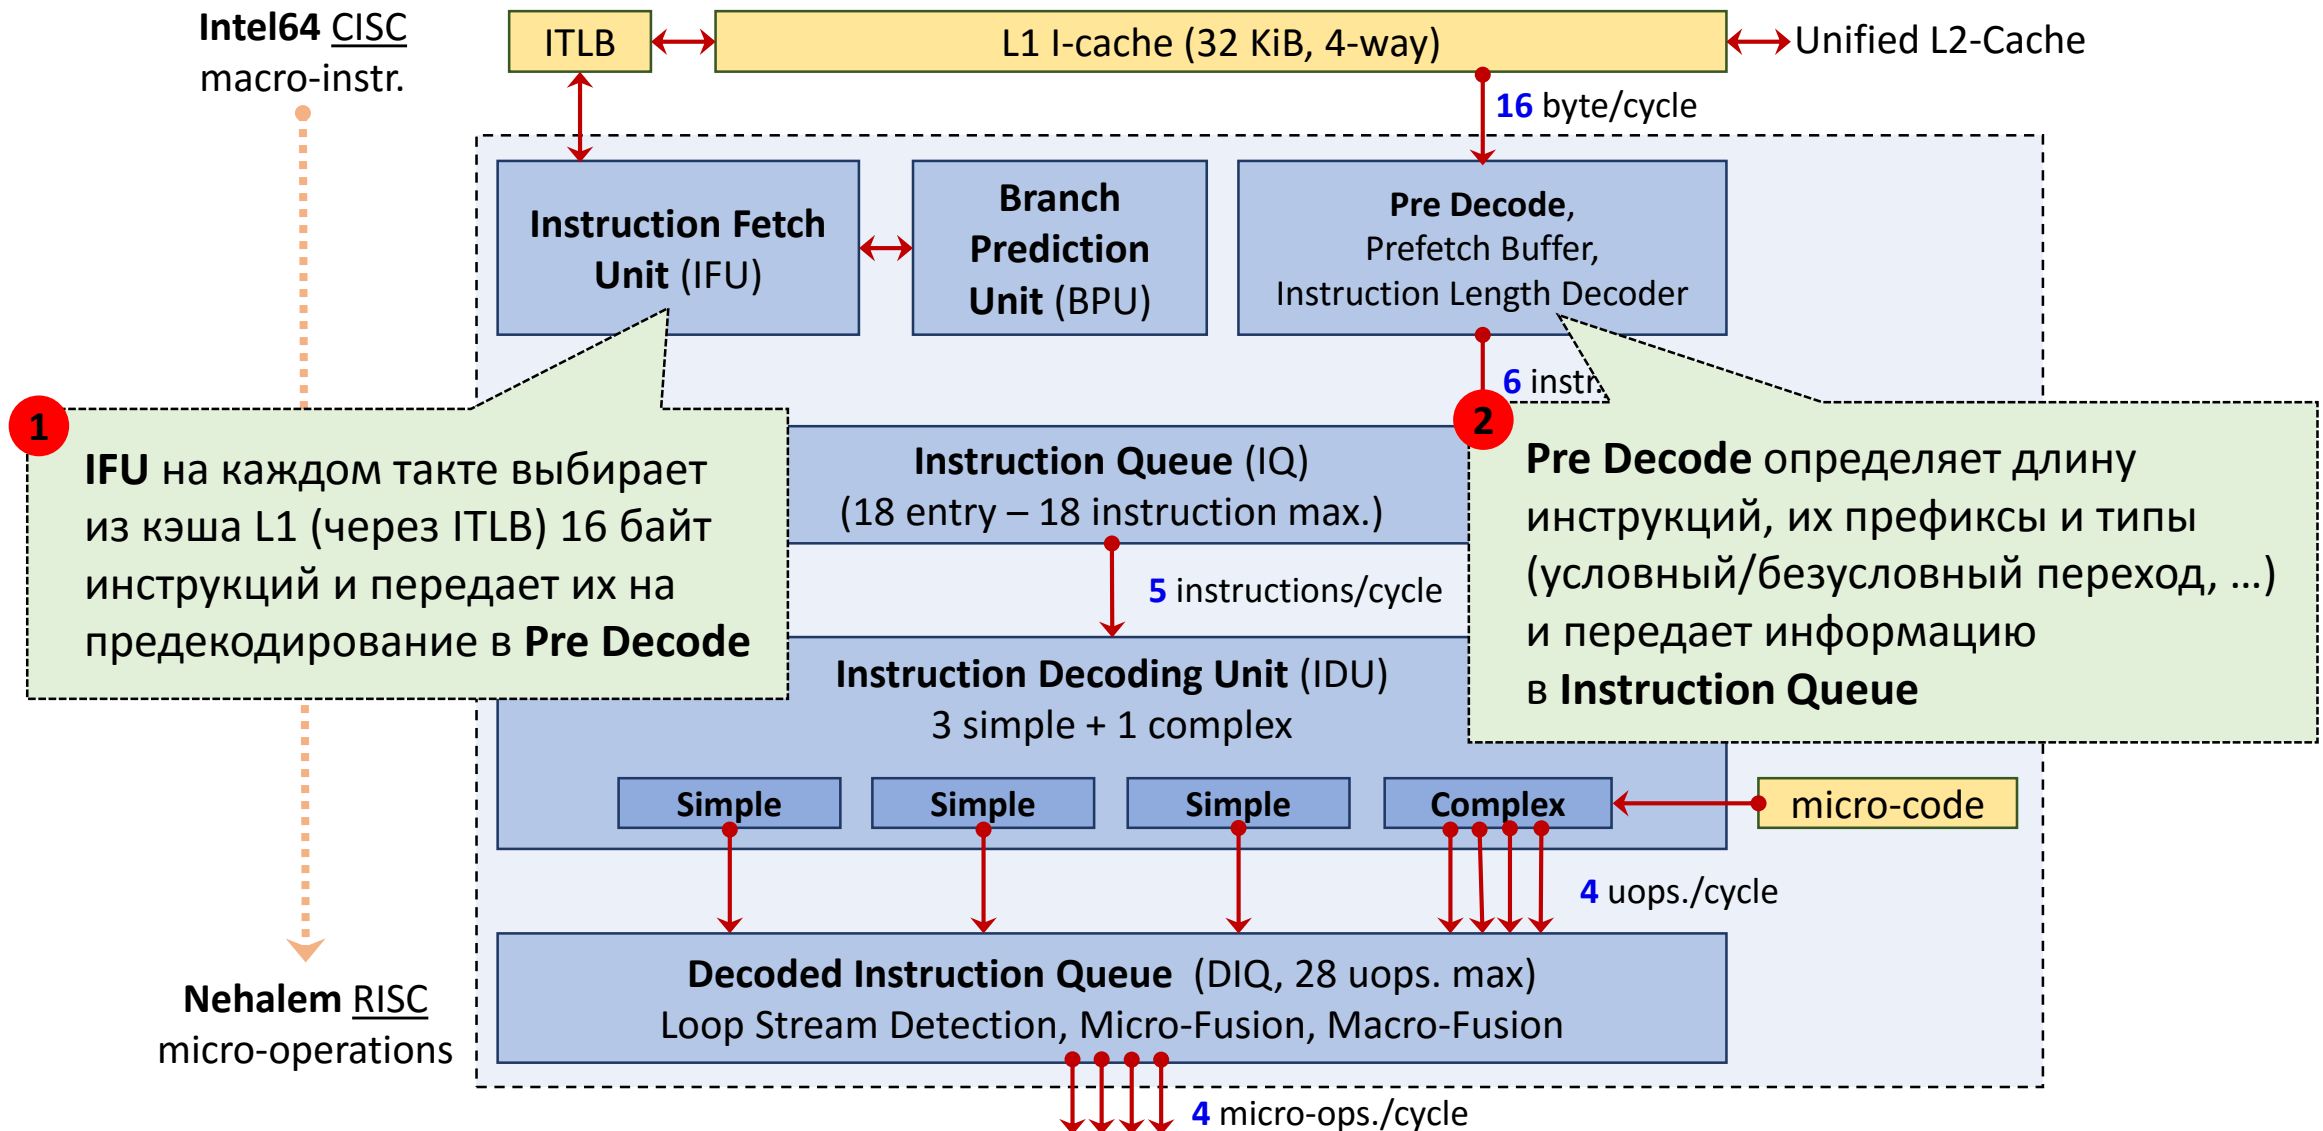 Intel64 CISC
macro-instr.
ITLB
L1 I-cache (32 KiB, 4-way)
Unified L2-Cache
16 byte/cycle
Instruction Fetch
Unit (IFU)
Branch
Prediction
Unit (BPU)
Pre Decode,
Prefetch Buffer,
Instruction Length Decoder
6 instr.
1
IFU на каждом такте выбирает
из кэша L1 (через ITLB) 16 байт
инструкций и передает их на
предекодирование в Pre Decode
Instruction Queue (IQ)
(18 entry – 18 instruction max.)
2
Pre Decode определяет длину
инструкций, их префиксы и типы
(условный/безусловный переход, …)
и передает информацию
в Instruction Queue
5 instructions/cycle
Instruction Decoding Unit (IDU)
3 simple + 1 complex
Simple
Simple
Simple
Complex
micro-code
4 uops./cycle
Decoded Instruction Queue (DIQ, 28 uops. max)
Loop Stream Detection, Micro-Fusion, Macro-Fusion
Nehalem RISC
micro-operations
4 micro-ops./cycle